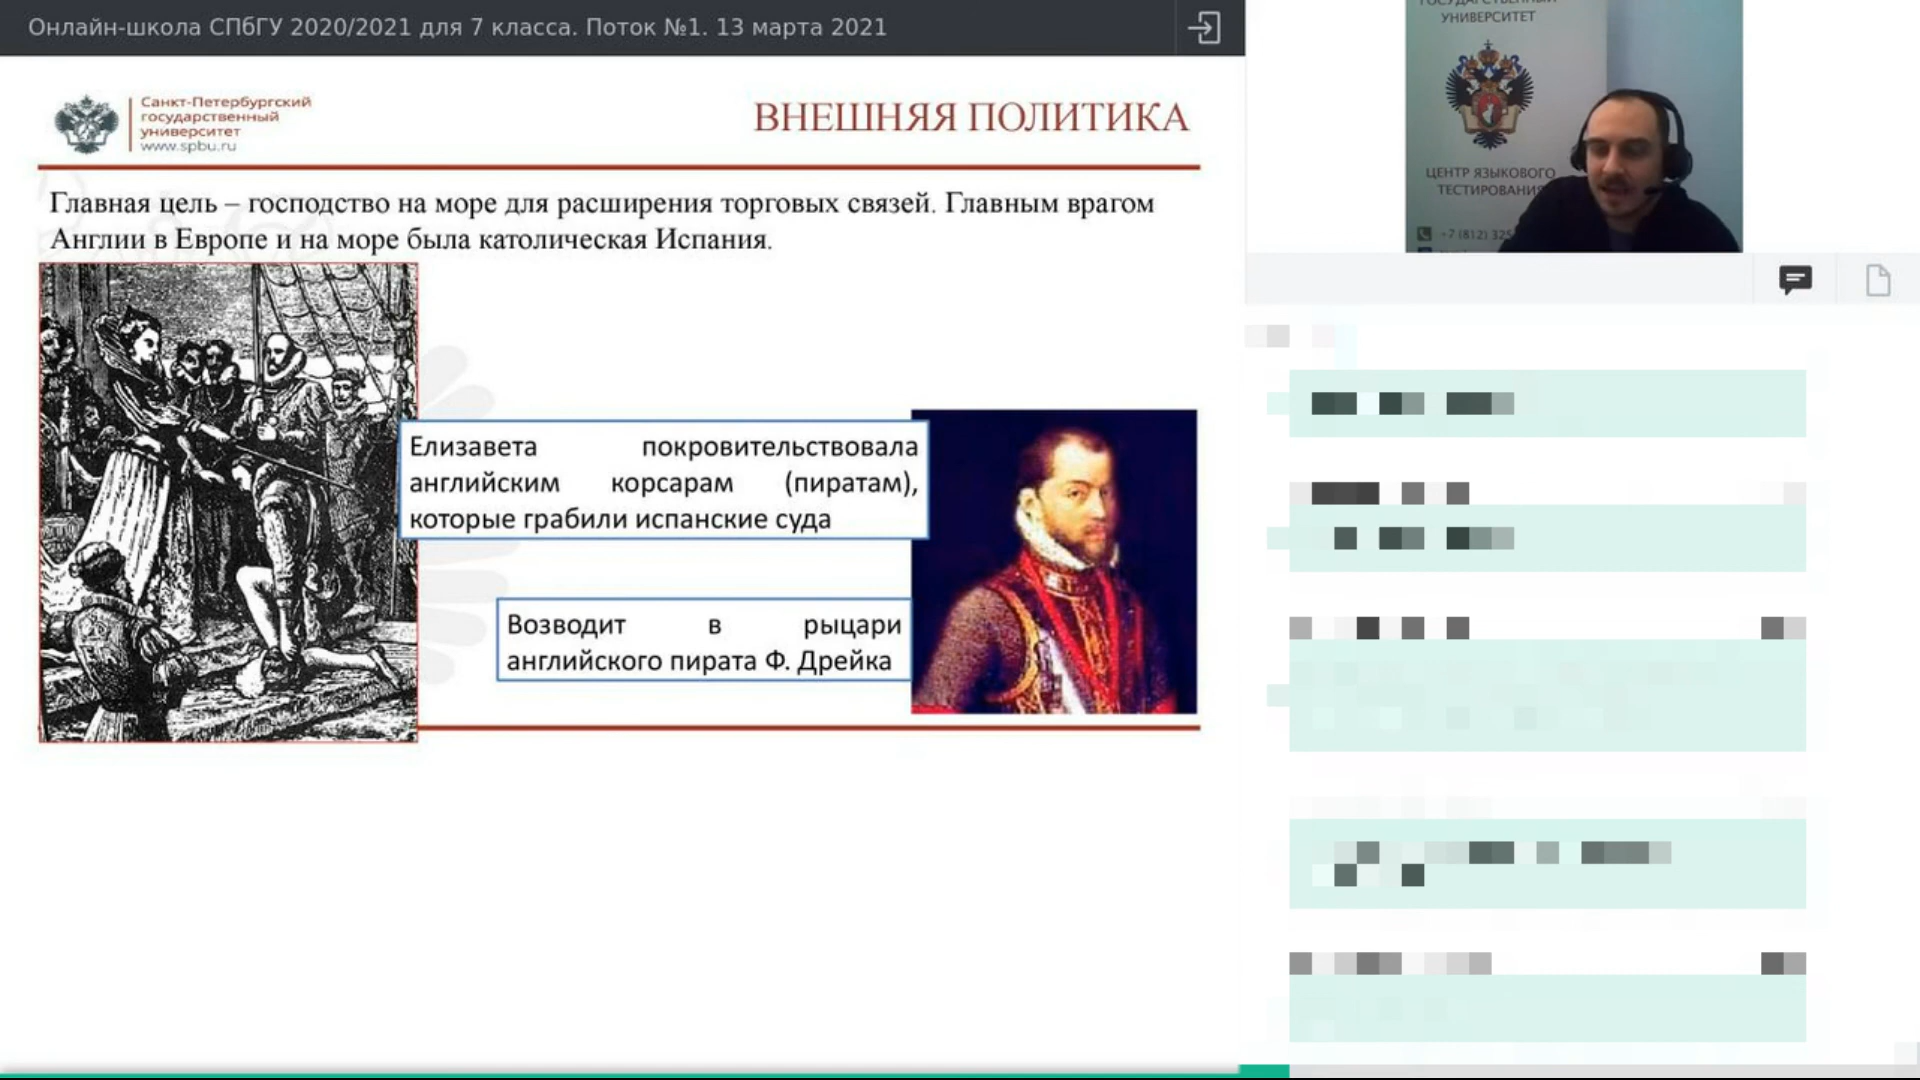 Онлайн-школа СПбГУ 2020/2021 для 7 класса. Поток №1. 13 марта 2021
Санкт-Петербургский
государственный
университет
www.spbu.ru
ВНЕШНЯЯ ПОЛИТИКА
Главная цель – господство на море для расширения торговых связей. Главным врагом
Англии в Европе и на море была католическая Испания.
Елизавета покровительствовала
английским корсарам (пиратам),
которые грабили испанские суда
Возводит в рыцари
английского пирата Ф. Дрейка
УНИВЕРСИТЕТ
ЦЕНТР ЯЗЫКОВОГО
ТЕСТИРОВАНИЯ
+7 (812) 325